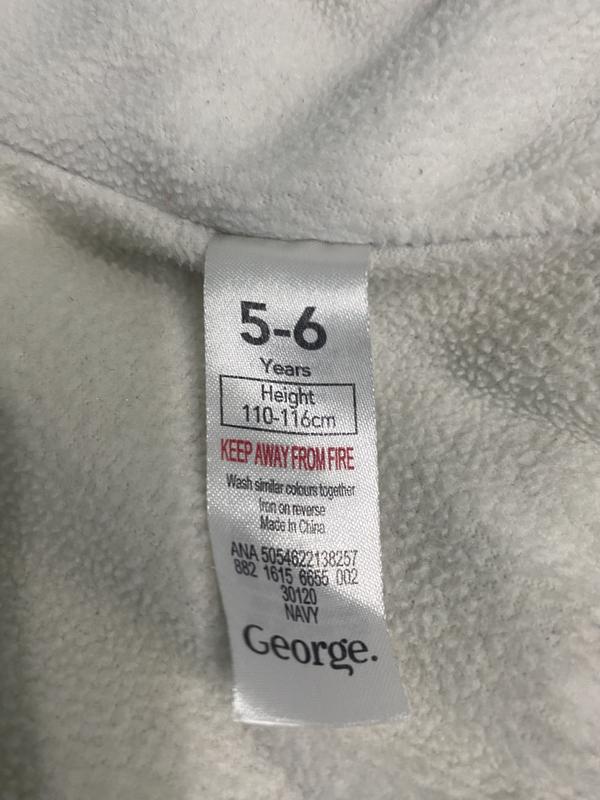 5-6
Years
Height
110-116cm
KEEP AWAY FROM FIRE
Wash similar colours together
Iron on reverse
Made In China
ANA 5054622138257
882 1615 6655 002
30120
NAVY
George.